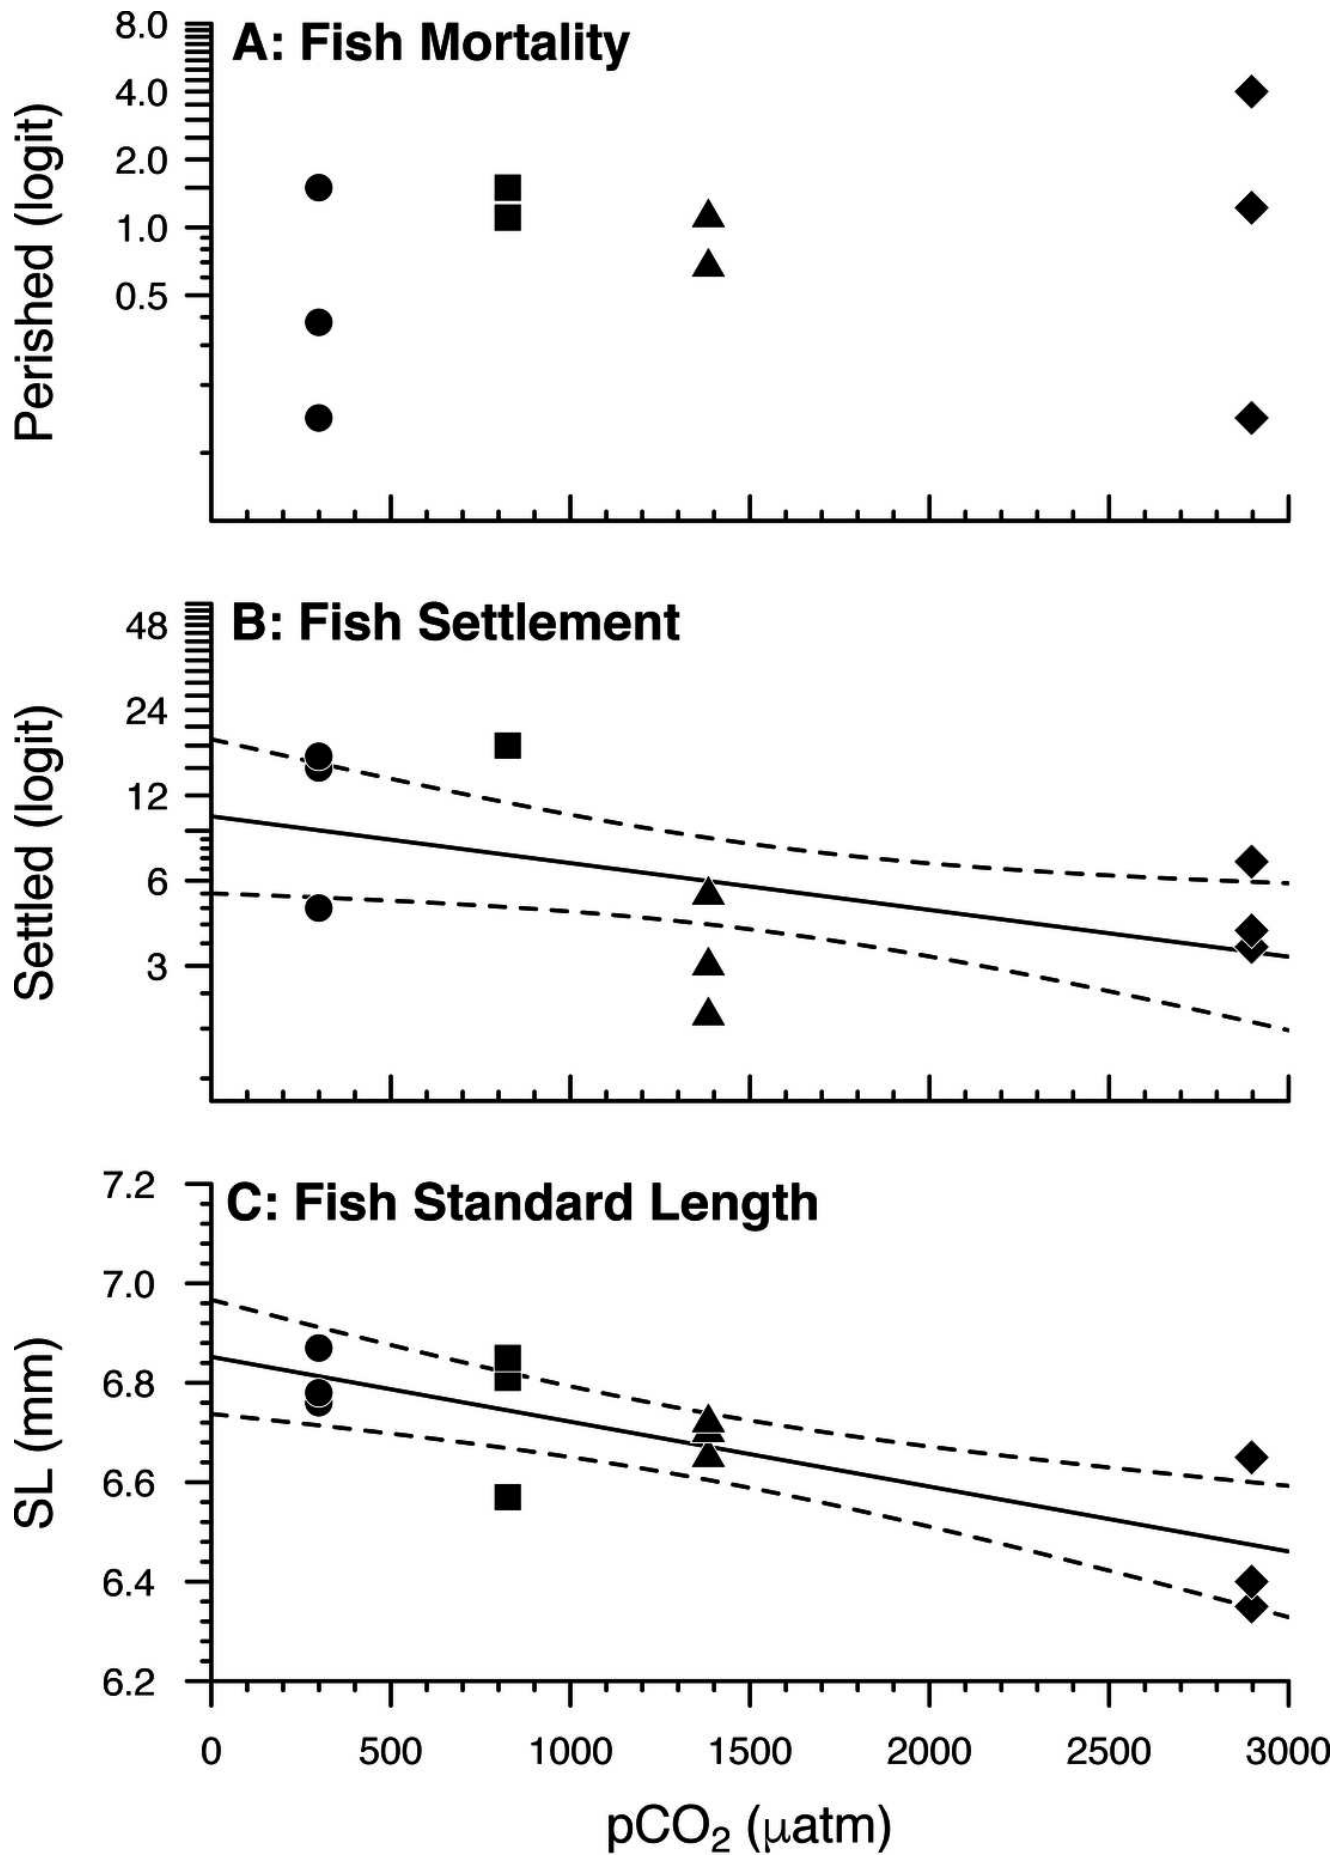 A: Fish Mortality
8.0
4.0
2.0
1.0
0.5
Perished (logit)
B: Fish Settlement
48
24
12
6
3
Settled (logit)
C: Fish Standard Length
7.2
7.0
6.8
6.6
6.4
6.2
SL (mm)
0 500 1000 1500 2000 2500 3000
pCO₂ (μatm)